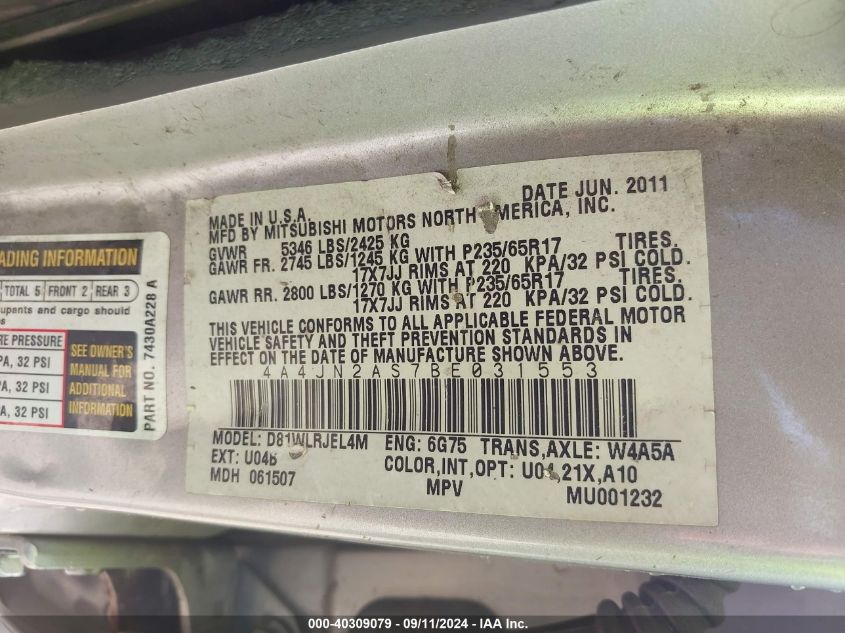 DATE JUN. 2011
MADE IN U.S.A.
MFD BY MITSUBISHI MOTORS NORTH AMERICA, INC.
GVWR 5346 LBS/2425 KG
GAWR FR. 2745 LBS/1245 KG WITH P235/65R17 TIRES.
17X7JJ RIMS AT 220 KPA/32 PSI COLD.
GAWR RR. 2800 LBS/1270 KG WITH P235/65R17 TIRES.
17X7JJ RIMS AT 220 KPA/32 PSI COLD.
THIS VEHICLE CONFORMS TO ALL APPLICABLE FEDERAL MOTOR
VEHICLE SAFETY AND THEFT PREVENTION STANDARDS IN
EFFECT ON THE DATE OF MANUFACTURE SHOWN ABOVE.
4A4JN2AS7BE031553
MODEL: D81WLRJEL4M ENG: 6G75 TRANS,AXLE: W4A5A
EXT: U04B COLOR,INT,OPT: U04,21X,A10
MDH 061507 MPV MU001232
ADING INFORMATION
TOTAL 5 FRONT 2 REAR 3
upants and cargo should
RE PRESSURE
PA, 32 PSI
PA, 32 PSI
PA, 32 PSI
SEE OWNER'S
MANUAL FOR
ADDITIONAL
INFORMATION
PART NO. 7430A228 A
000-40309079 - 09/11/2024 - IAA Inc.